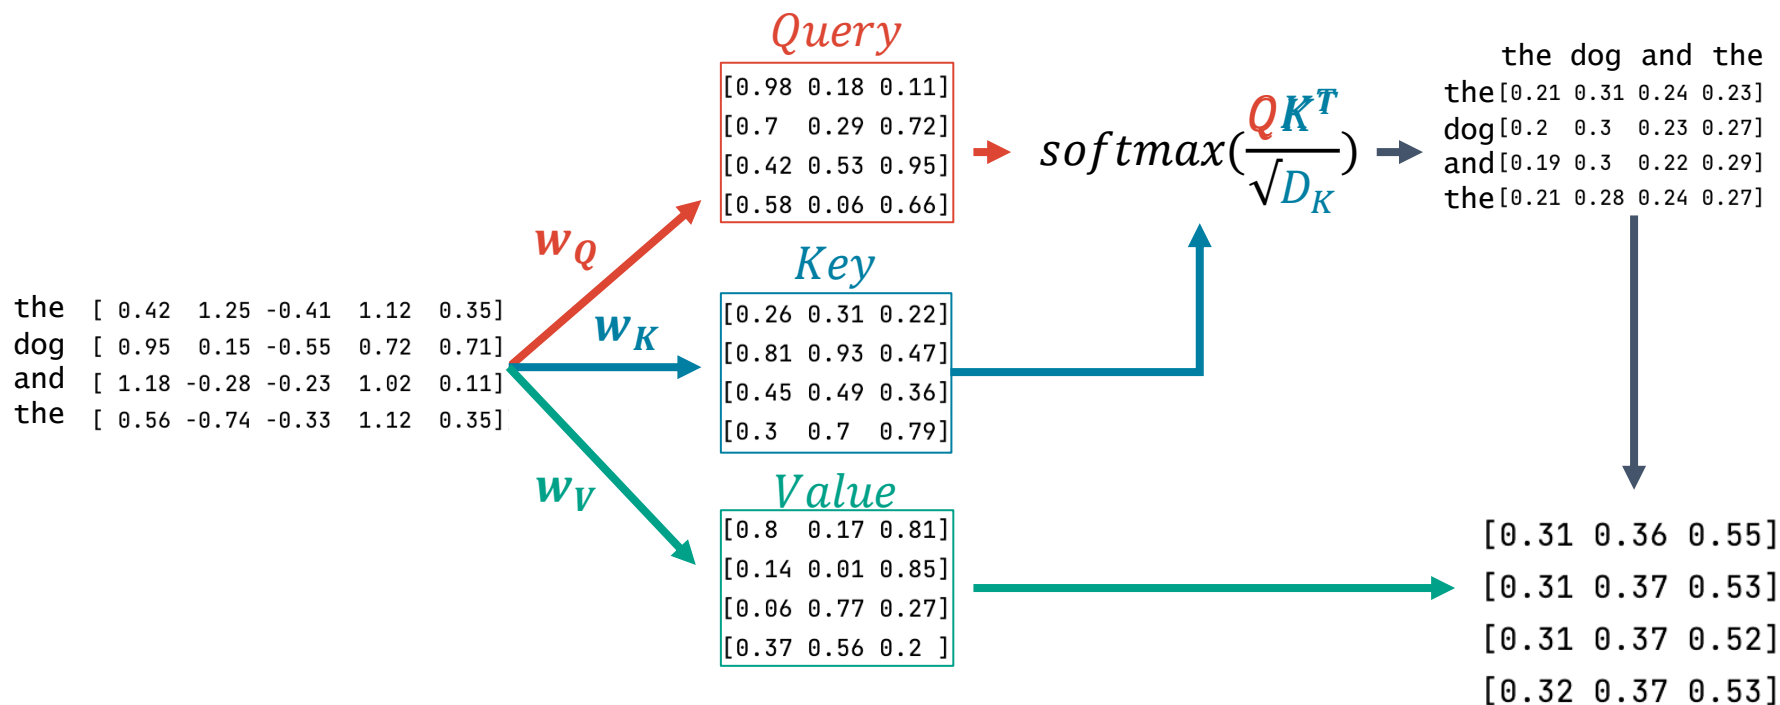 the [ 0.42 1.25 -0.41 1.12 0.35]
dog [ 0.95 0.15 -0.55 0.72 0.71]
and [ 1.18 -0.28 -0.23 1.02 0.11]
the [ 0.56 -0.74 -0.33 1.12 0.35]
w_Q
w_K
w_V
Query
[0.98 0.18 0.11]
[0.7 0.29 0.72]
[0.42 0.53 0.95]
[0.58 0.06 0.66]
Key
[0.26 0.31 0.22]
[0.81 0.93 0.47]
[0.45 0.49 0.36]
[0.3 0.7 0.79]
Value
[0.8 0.17 0.81]
[0.14 0.01 0.85]
[0.06 0.77 0.27]
[0.37 0.56 0.2 ]
softmax(QK^T/√D_K)
the dog and the
the[0.21 0.31 0.24 0.23]
dog[0.2 0.3 0.23 0.27]
and[0.19 0.3 0.22 0.29]
the[0.21 0.28 0.24 0.27]
[0.31 0.36 0.55]
[0.31 0.37 0.53]
[0.31 0.37 0.52]
[0.32 0.37 0.53]